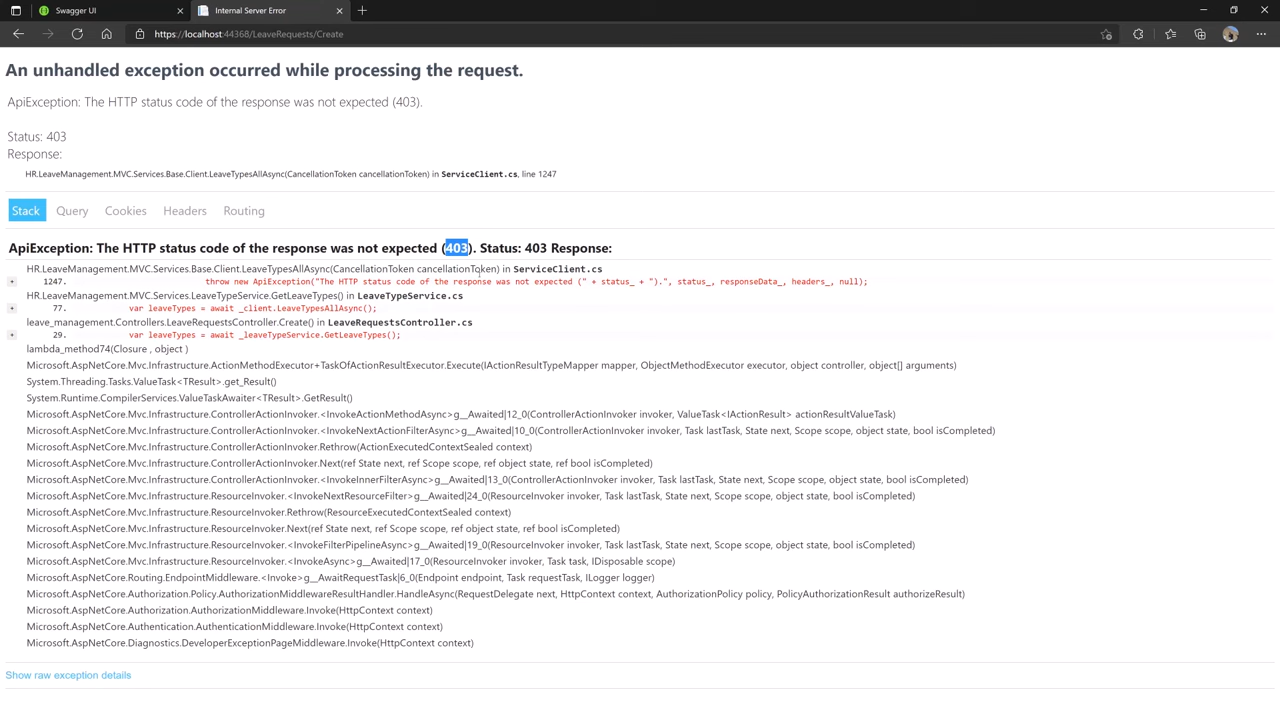 Swagger UI
Internal Server Error
https://localhost:44368/LeaveRequests/Create
An unhandled exception occurred while processing the request.
ApiException: The HTTP status code of the response was not expected (403).
Status: 403
Response:
HR.LeaveManagement.MVC.Services.Base.Client.LeaveTypesAllAsync(CancellationToken cancellationToken) in ServiceClient.cs, line 1247
Stack Query Cookies Headers Routing
ApiException: The HTTP status code of the response was not expected (403). Status: 403 Response:
HR.LeaveManagement.MVC.Services.Base.Client.LeaveTypesAllAsync(CancellationToken cancellationToken) in ServiceClient.cs
+ 1247. throw new ApiException("The HTTP status code of the response was not expected (" + status_ + ").", status_, responseData_, headers_, null);
HR.LeaveManagement.MVC.Services.LeaveTypeService.GetLeaveTypes() in LeaveTypeService.cs
+ 77. var leaveTypes = await _client.LeaveTypesAllAsync();
leave_management.Controllers.LeaveRequestsController.Create() in LeaveRequestsController.cs
+ 29. var leaveTypes = await _leaveTypeService.GetLeaveTypes();
lambda_method74(Closure , object )
Microsoft.AspNetCore.Mvc.Infrastructure.ActionMethodExecutor+TaskOfActionResultExecutor.Execute(IActionResultTypeMapper mapper, ObjectMethodExecutor executor, object controller, object[] arguments)
System.Threading.Tasks.ValueTask<TResult>.get_Result()
System.Runtime.CompilerServices.ValueTaskAwaiter<TResult>.GetResult()
Microsoft.AspNetCore.Mvc.Infrastructure.ControllerActionInvoker.<InvokeActionMethodAsync>g__Awaited|12_0(ControllerActionInvoker invoker, ValueTask<IActionResult> actionResultValueTask)
Microsoft.AspNetCore.Mvc.Infrastructure.ControllerActionInvoker.<InvokeNextActionFilterAsync>g__Awaited|10_0(ControllerActionInvoker invoker, Task lastTask, State next, Scope scope, object state, bool isCompleted)
Microsoft.AspNetCore.Mvc.Infrastructure.ControllerActionInvoker.Rethrow(ActionExecutedContextSealed context)
Microsoft.AspNetCore.Mvc.Infrastructure.ControllerActionInvoker.Next(ref State next, ref Scope scope, ref object state, ref bool isCompleted)
Microsoft.AspNetCore.Mvc.Infrastructure.ControllerActionInvoker.<InvokeInnerFilterAsync>g__Awaited|13_0(ControllerActionInvoker invoker, Task lastTask, State next, Scope scope, object state, bool isCompleted)
Microsoft.AspNetCore.Mvc.Infrastructure.ResourceInvoker.<InvokeNextResourceFilter>g__Awaited|24_0(ResourceInvoker invoker, Task lastTask, State next, Scope scope, object state, bool isCompleted)
Microsoft.AspNetCore.Mvc.Infrastructure.ResourceInvoker.Rethrow(ResourceExecutedContextSealed context)
Microsoft.AspNetCore.Mvc.Infrastructure.ResourceInvoker.Next(ref State next, ref Scope scope, ref object state, ref bool isCompleted)
Microsoft.AspNetCore.Mvc.Infrastructure.ResourceInvoker.<InvokeFilterPipelineAsync>g__Awaited|19_0(ResourceInvoker invoker, Task lastTask, State next, Scope scope, object state, bool isCompleted)
Microsoft.AspNetCore.Mvc.Infrastructure.ResourceInvoker.<InvokeAsync>g__Awaited|17_0(ResourceInvoker invoker, Task task, IDisposable scope)
Microsoft.AspNetCore.Routing.EndpointMiddleware.<Invoke>g__AwaitRequestTask|6_0(Endpoint endpoint, Task requestTask, ILogger logger)
Microsoft.AspNetCore.Authorization.Policy.AuthorizationMiddlewareResultHandler.HandleAsync(RequestDelegate next, HttpContext context, AuthorizationPolicy policy, PolicyAuthorizationResult authorizeResult)
Microsoft.AspNetCore.Authorization.AuthorizationMiddleware.Invoke(HttpContext context)
Microsoft.AspNetCore.Authentication.AuthenticationMiddleware.Invoke(HttpContext context)
Microsoft.AspNetCore.Diagnostics.DeveloperExceptionPageMiddleware.Invoke(HttpContext context)
Show raw exception details